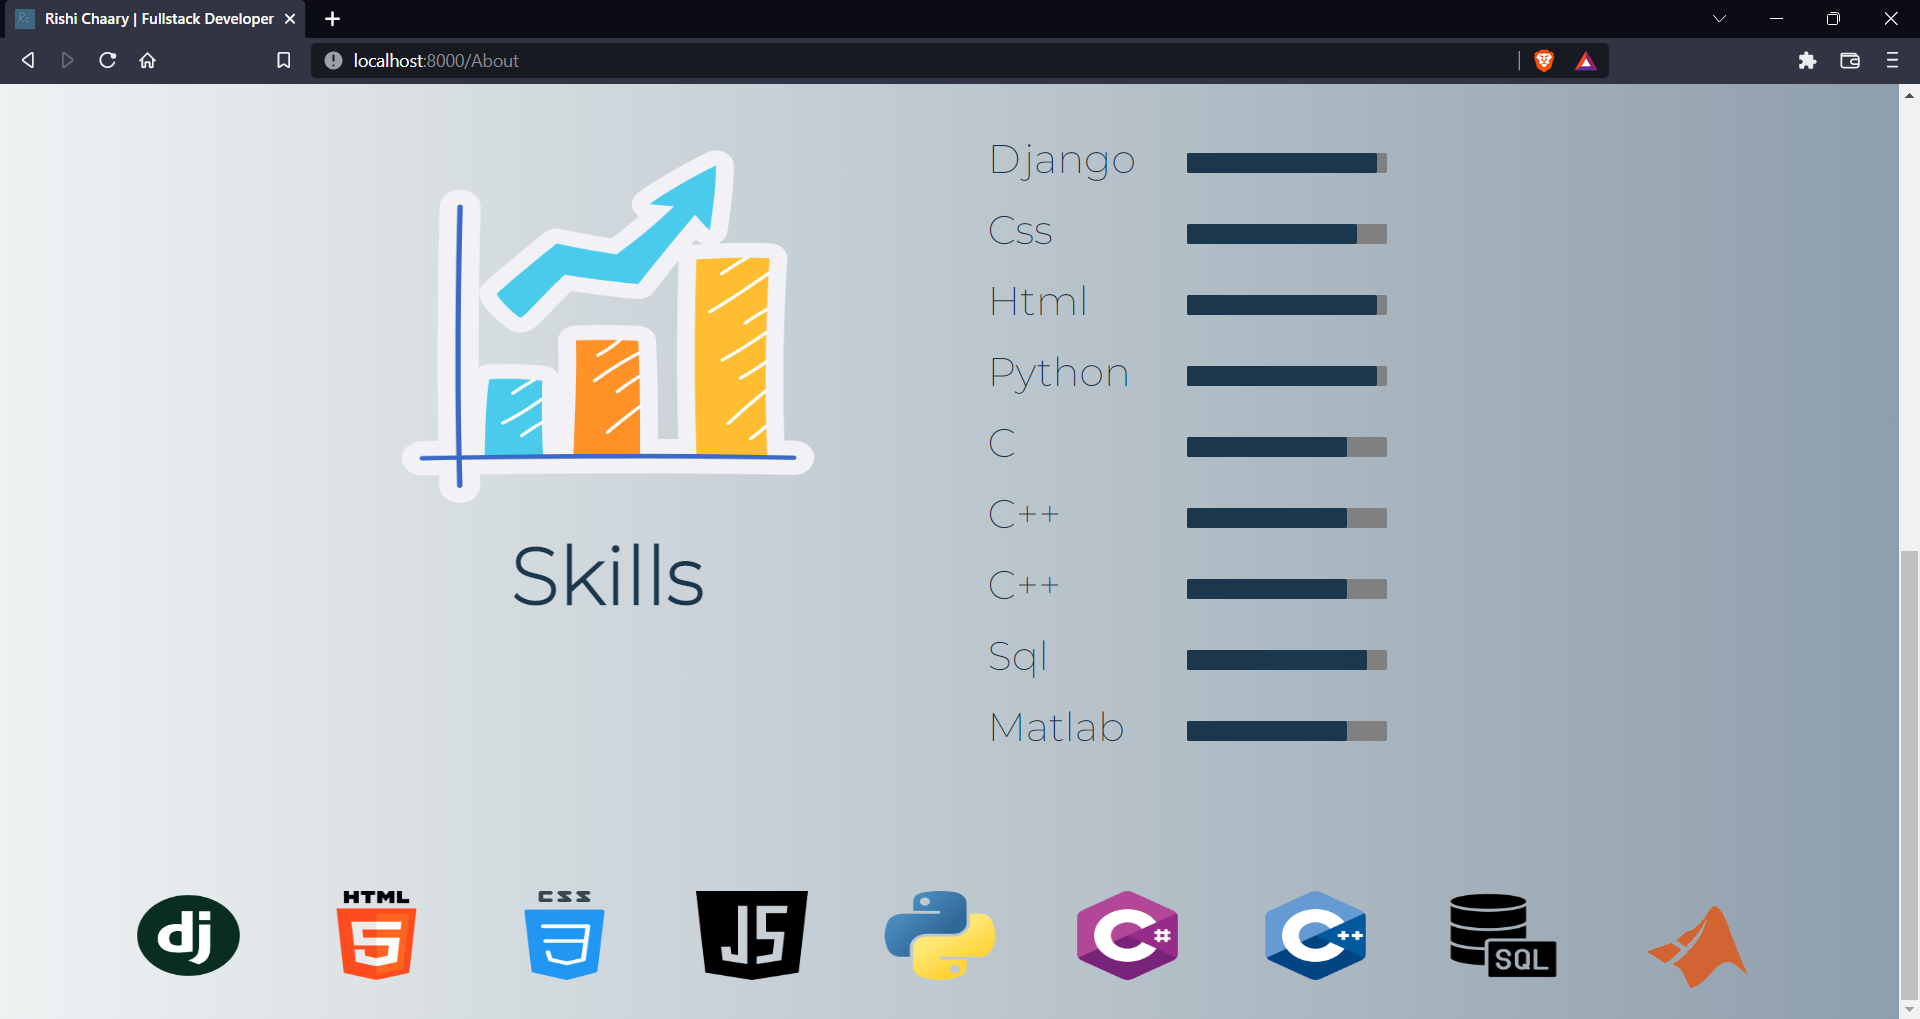 Rishi Chaary | Fullstack Developer
localhost:8000/About
Django
Css
Html
Python
C
C++
C++
Sql
Matlab
Skills
dj
HTML
5
CSS
3
JS
C#
C++
SQL